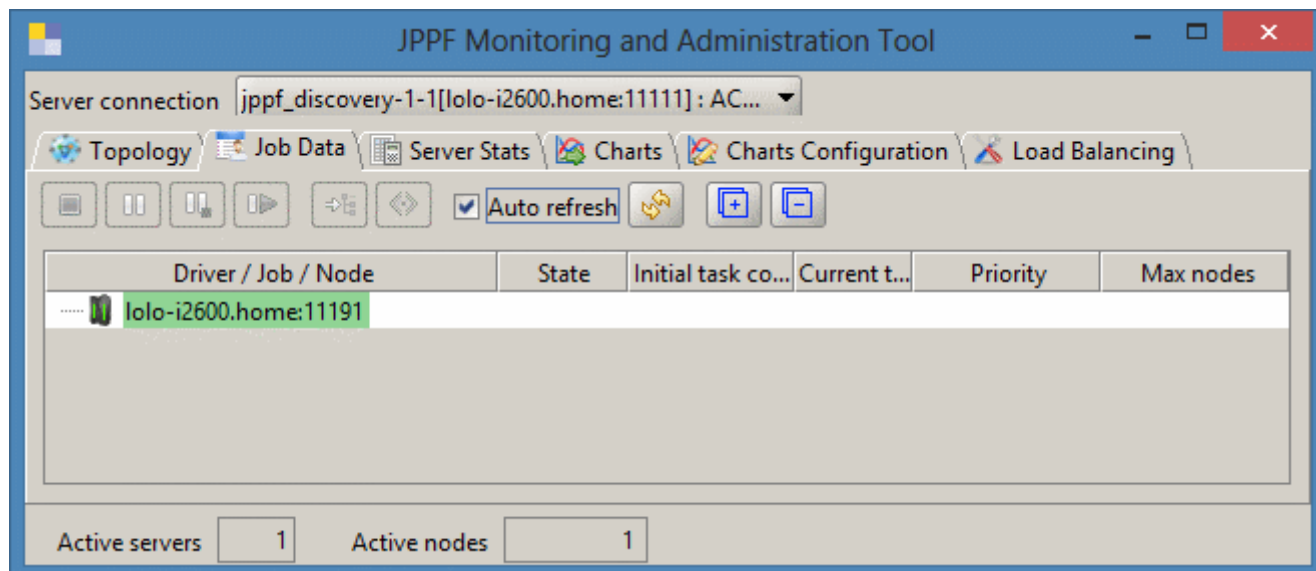 JPPF Monitoring and Administration Tool
Server connection jppf_discovery-1-1[lolo-i2600.home:11111] : AC...
Topology Job Data Server Stats Charts Charts Configuration Load Balancing
Auto refresh
Driver / Job / Node State Initial task co... Current t... Priority Max nodes
lolo-i2600.home:11191
Active servers 1 Active nodes 1